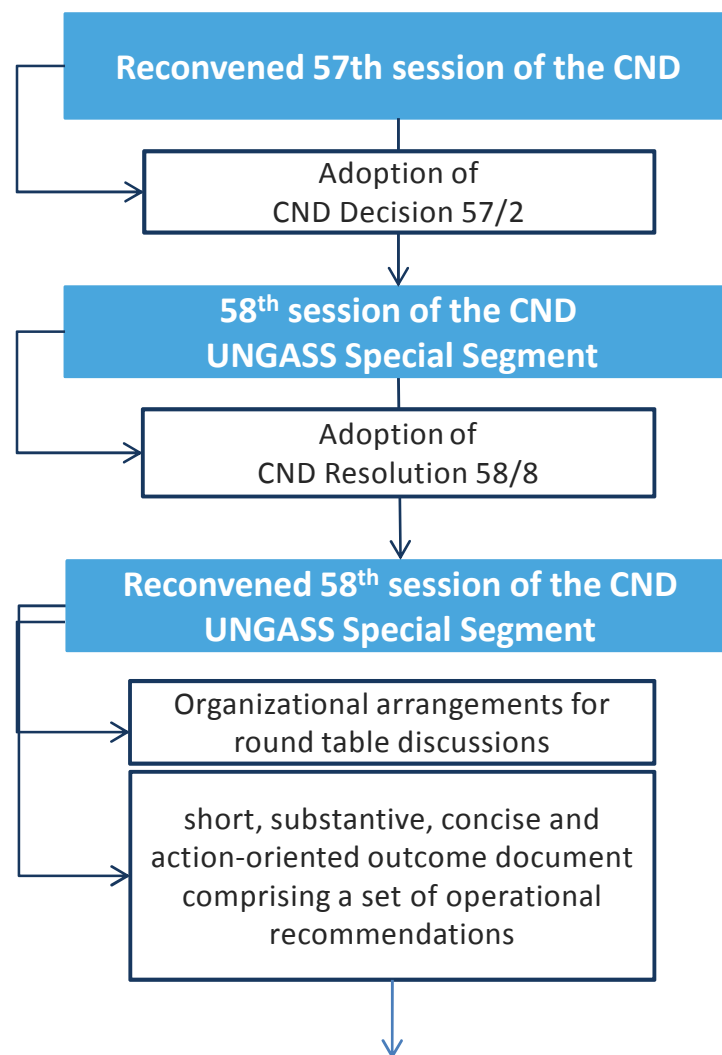 Reconvened 57th session of the CND
Adoption of
CND Decision 57/2
58th session of the CND
UNGASS Special Segment
Adoption of
CND Resolution 58/8
Reconvened 58th session of the CND
UNGASS Special Segment
Organizational arrangements for
round table discussions
short, substantive, concise and
action-oriented outcome document
comprising a set of operational
recommendations